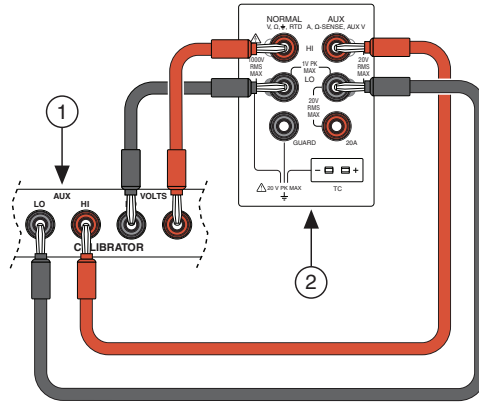 NORMAL
V, Ω, RTD
AUX
A, Ω-SENSE, AUX V
HI
1000V
RMS
MAX
1V PK
MAX
20V
RMS
MAX
LO
20V
RMS
MAX
GUARD
20A
20 V PK MAX
- +
TC
1
AUX
VOLTS
LO
HI
2